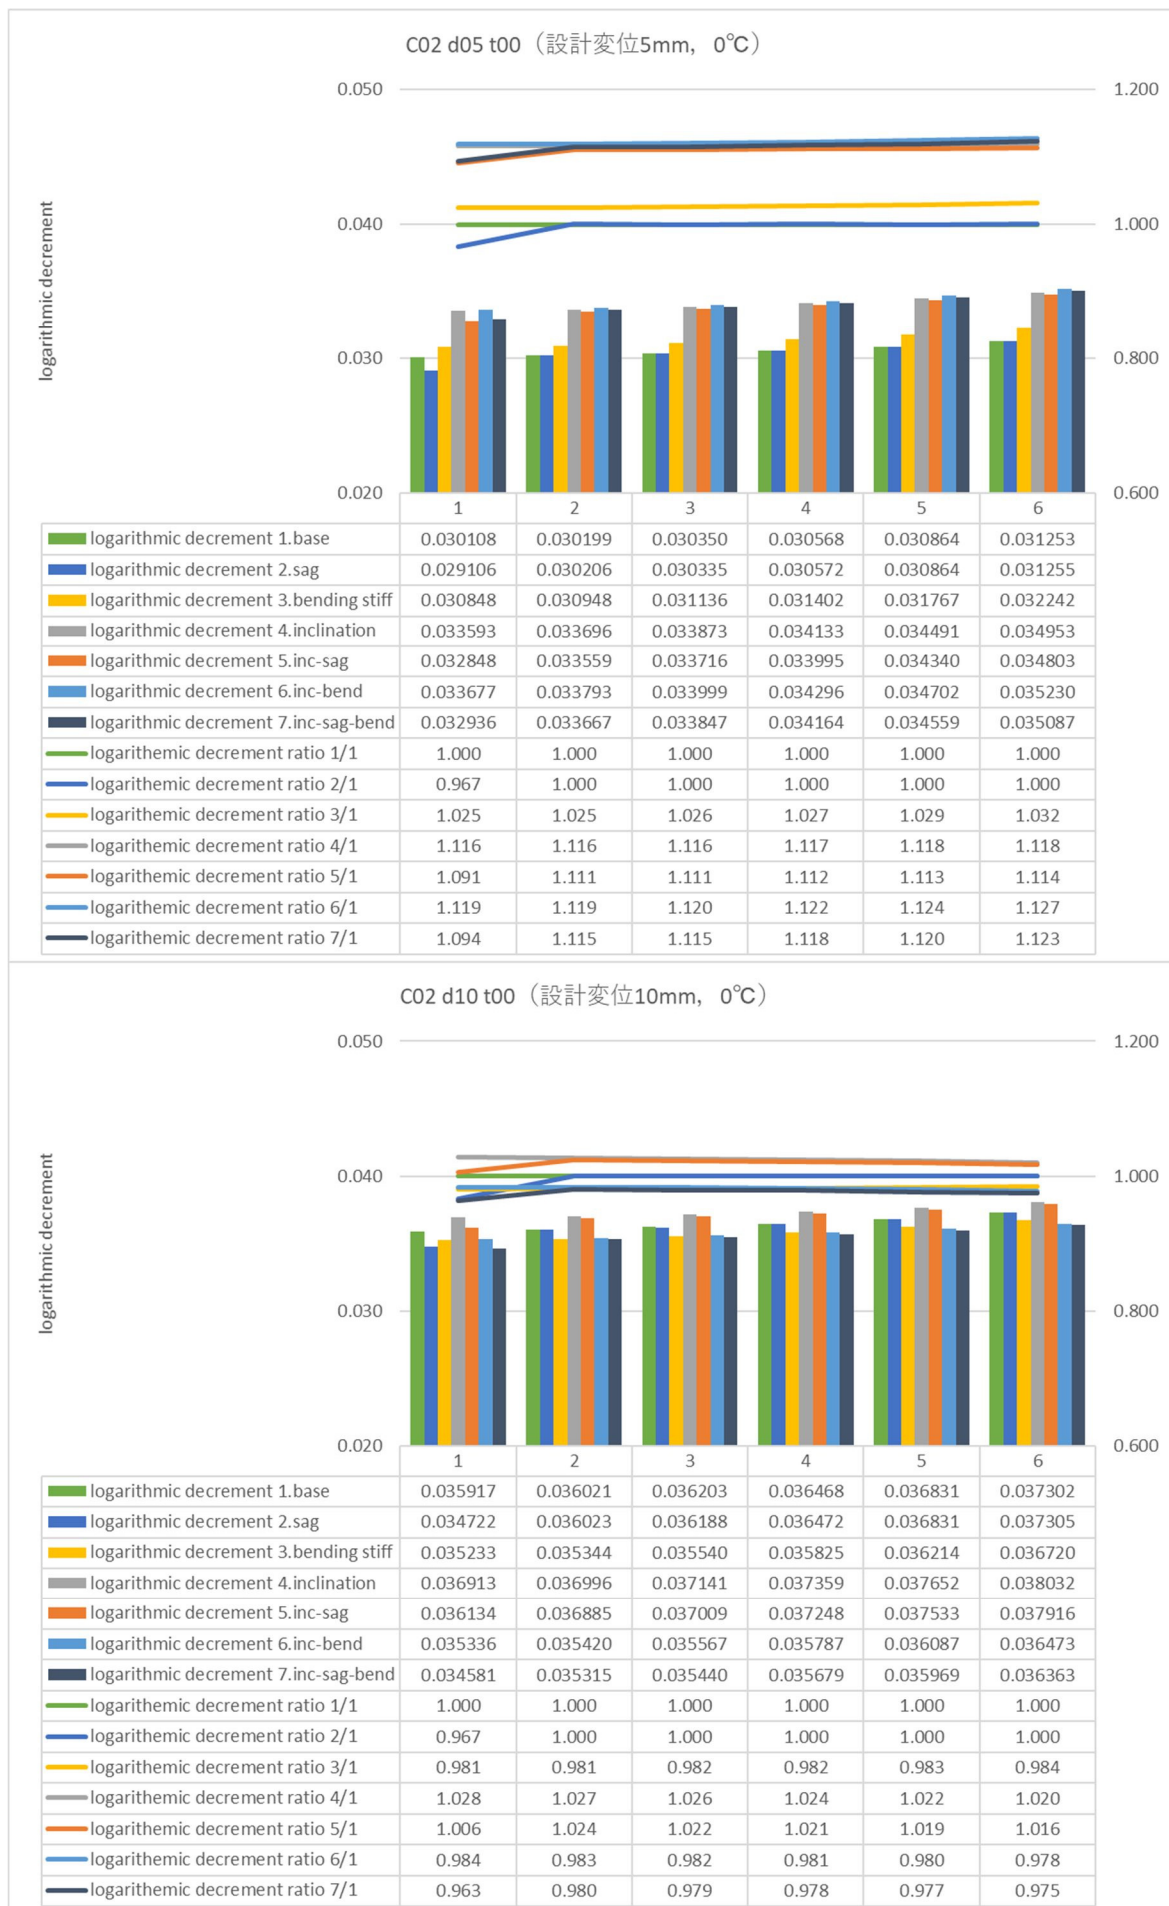 C02 d05 t00（設計変位5mm，0℃）
0.050 1.200
0.040 1.000
0.030 0.800
0.020 0.600
logarithmic decrement
1 2 3 4 5 6
logarithmic decrement 1.base 0.030108 0.030199 0.030350 0.030568 0.030864 0.031253
logarithmic decrement 2.sag 0.029106 0.030206 0.030335 0.030572 0.030864 0.031255
logarithmic decrement 3.bending stiff 0.030848 0.030948 0.031136 0.031402 0.031767 0.032242
logarithmic decrement 4.inclination 0.033593 0.033696 0.033873 0.034133 0.034491 0.034953
logarithmic decrement 5.inc-sag 0.032848 0.033559 0.033716 0.033995 0.034340 0.034803
logarithmic decrement 6.inc-bend 0.033677 0.033793 0.033999 0.034296 0.034702 0.035230
logarithmic decrement 7.inc-sag-bend 0.032936 0.033667 0.033847 0.034164 0.034559 0.035087
logarithemic decrement ratio 1/1 1.000 1.000 1.000 1.000 1.000 1.000
logarithemic decrement ratio 2/1 0.967 1.000 1.000 1.000 1.000 1.000
logarithemic decrement ratio 3/1 1.025 1.025 1.026 1.027 1.029 1.032
logarithemic decrement ratio 4/1 1.116 1.116 1.116 1.117 1.118 1.118
logarithemic decrement ratio 5/1 1.091 1.111 1.111 1.112 1.113 1.114
logarithemic decrement ratio 6/1 1.119 1.119 1.120 1.122 1.124 1.127
logarithemic decrement ratio 7/1 1.094 1.115 1.115 1.118 1.120 1.123
C02 d10 t00（設計変位10mm，0℃）
0.050 1.200
0.040 1.000
0.030 0.800
0.020 0.600
logarithmic decrement
1 2 3 4 5 6
logarithmic decrement 1.base 0.035917 0.036021 0.036203 0.036468 0.036831 0.037302
logarithmic decrement 2.sag 0.034722 0.036023 0.036188 0.036472 0.036831 0.037305
logarithmic decrement 3.bending stiff 0.035233 0.035344 0.035540 0.035825 0.036214 0.036720
logarithmic decrement 4.inclination 0.036913 0.036996 0.037141 0.037359 0.037652 0.038032
logarithmic decrement 5.inc-sag 0.036134 0.036885 0.037009 0.037248 0.037533 0.037916
logarithmic decrement 6.inc-bend 0.035336 0.035420 0.035567 0.035787 0.036087 0.036473
logarithmic decrement 7.inc-sag-bend 0.034581 0.035315 0.035440 0.035679 0.035969 0.036363
logarithemic decrement ratio 1/1 1.000 1.000 1.000 1.000 1.000 1.000
logarithemic decrement ratio 2/1 0.967 1.000 1.000 1.000 1.000 1.000
logarithemic decrement ratio 3/1 0.981 0.981 0.982 0.982 0.983 0.984
logarithemic decrement ratio 4/1 1.028 1.027 1.026 1.024 1.022 1.020
logarithemic decrement ratio 5/1 1.006 1.024 1.022 1.021 1.019 1.016
logarithemic decrement ratio 6/1 0.984 0.983 0.982 0.981 0.980 0.978
logarithemic decrement ratio 7/1 0.963 0.980 0.979 0.978 0.977 0.975